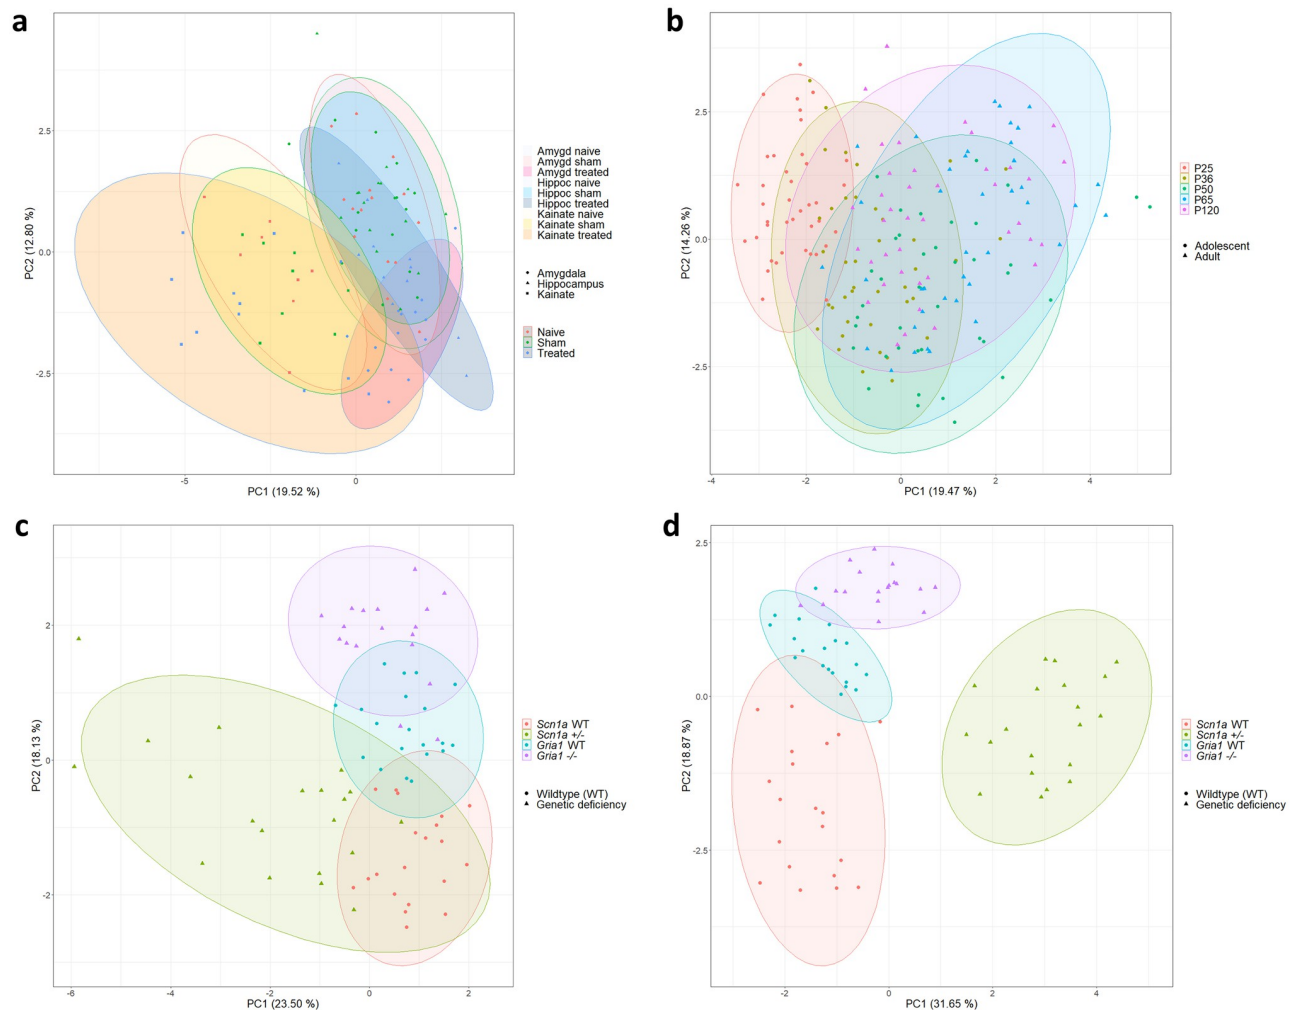 a
2.5
0.0
-2.5
PC2 (12.80 %)
-5
0
PC1 (19.52 %)
Amygd naive
Amygd sham
Amygd treated
Hippoc naive
Hippoc sham
Hippoc treated
Kainate naive
Kainate sham
Kainate treated
Amygdala
Hippocampus
Kainate
Naive
Sham
Treated
b
2.5
0.0
-2.5
PC2 (14.26 %)
-4
-2
0
2
4
PC1 (19.47 %)
P25
P36
P50
P65
P120
Adolescent
Adult
c
2
0
-2
PC2 (18.13 %)
-6
-4
-2
0
2
PC1 (23.50 %)
Scn1a WT
Scn1a +/-
Gria1 WT
Gria1 -/-
Wildtype (WT)
Genetic deficiency
d
2.5
0.0
-2.5
PC2 (18.87 %)
-2
0
2
4
PC1 (31.65 %)
Scn1a WT
Scn1a +/-
Gria1 WT
Gria1 -/-
Wildtype (WT)
Genetic deficiency